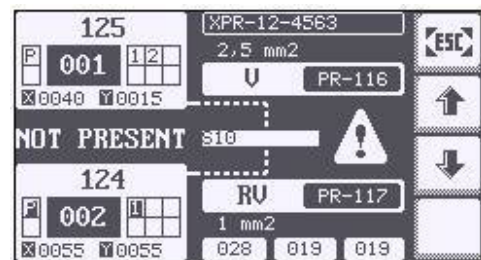 125
P 001 1 2
X0040 Y0015
NOT PRESENT
124
P 002 1
X0055 Y0055
XPR-12-4563
2,5 mm2
V PR-116
S10
RV PR-117
1 mm2
028 019 019
ESC